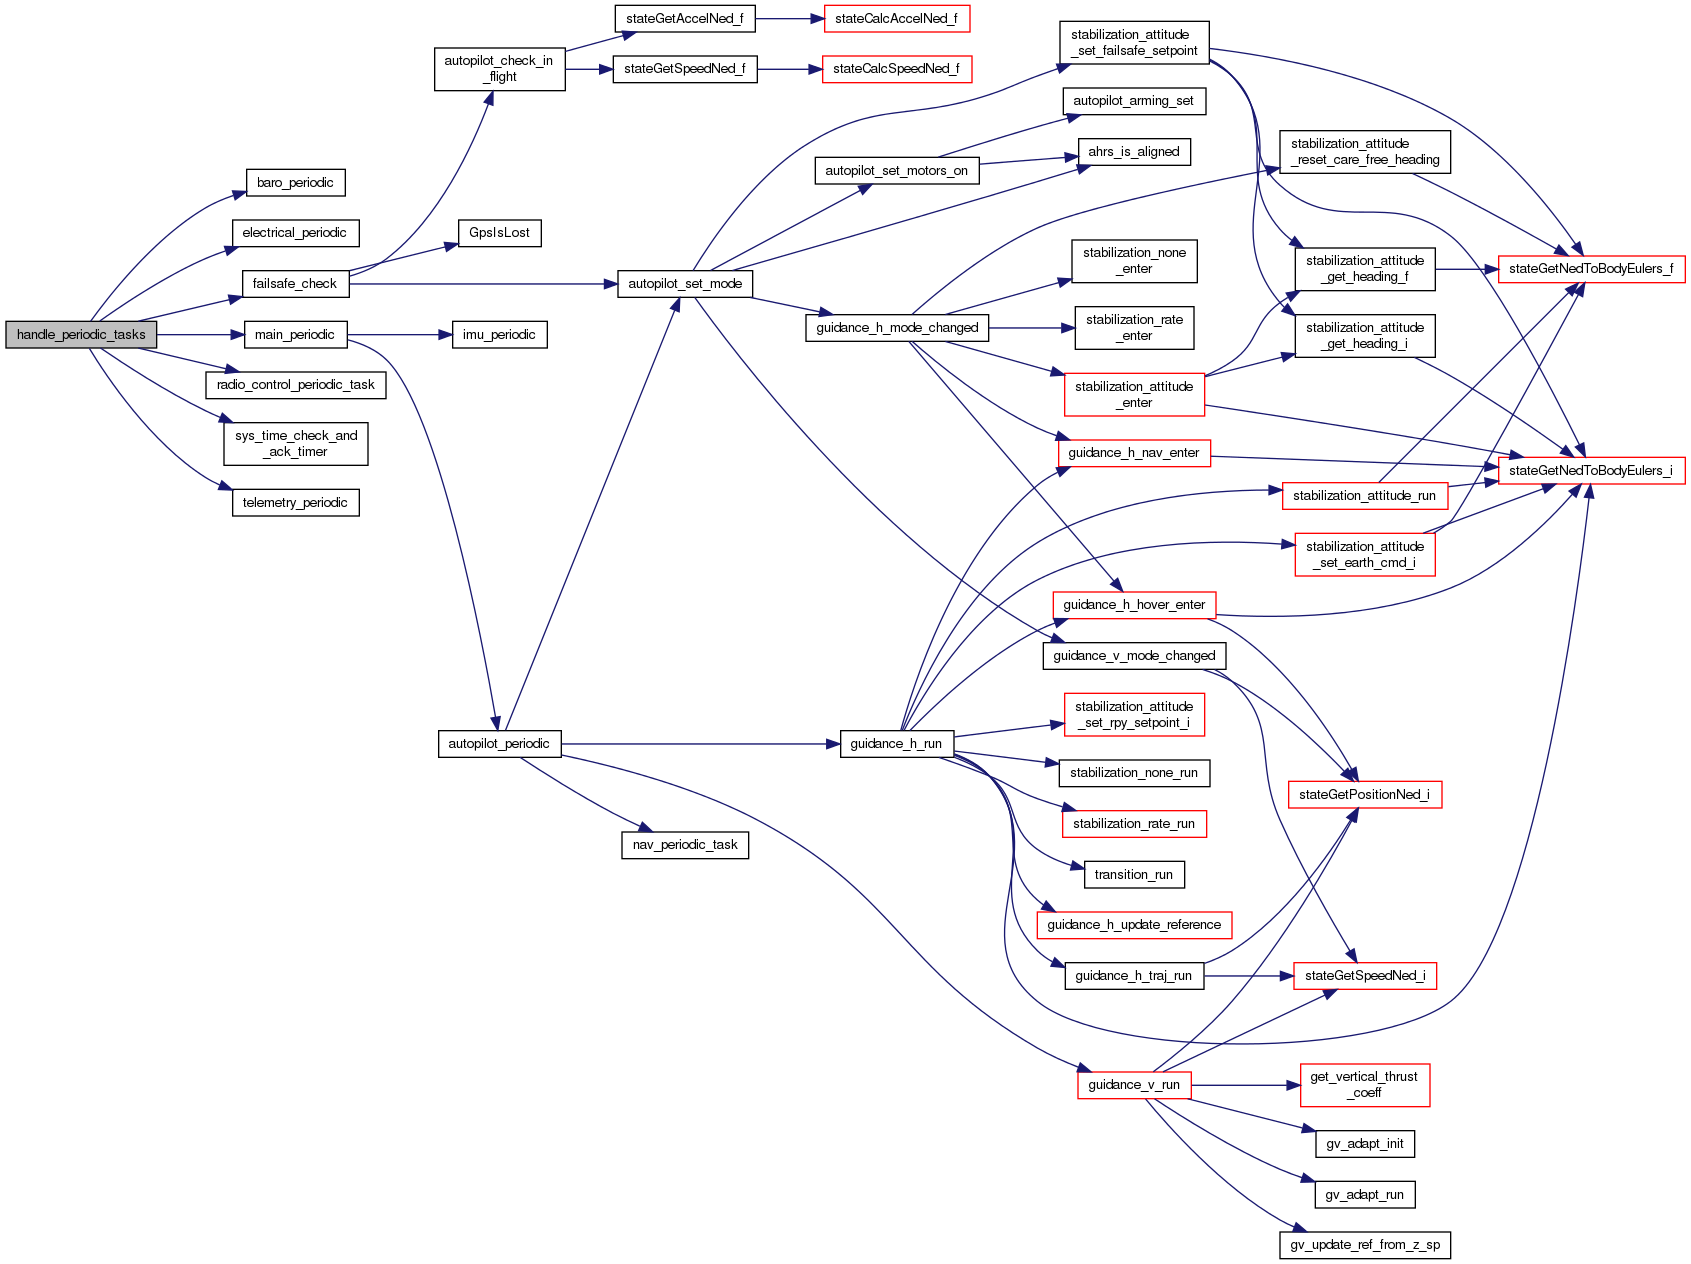 handle_periodic_tasks
baro_periodic
electrical_periodic
failsafe_check
main_periodic
radio_control_periodic_task
sys_time_check_and
_ack_timer
telemetry_periodic
autopilot_check_in
_flight
GpsIsLost
imu_periodic
autopilot_periodic
stateGetAccelNed_f
stateGetSpeedNed_f
autopilot_set_mode
nav_periodic_task
stateCalcAccelNed_f
stateCalcSpeedNed_f
autopilot_set_motors_on
guidance_h_mode_changed
guidance_h_run
stabilization_attitude
_set_failsafe_setpoint
autopilot_arming_set
ahrs_is_aligned
stabilization_none
_enter
stabilization_rate
_enter
stabilization_attitude
_enter
guidance_h_nav_enter
guidance_h_hover_enter
guidance_v_mode_changed
stabilization_attitude
_set_rpy_setpoint_i
stabilization_none_run
stabilization_rate_run
transition_run
guidance_h_update_reference
guidance_h_traj_run
guidance_v_run
stabilization_attitude
_reset_care_free_heading
stabilization_attitude
_get_heading_f
stabilization_attitude
_get_heading_i
stabilization_attitude_run
stabilization_attitude
_set_earth_cmd_i
stateGetPositionNed_i
stateGetSpeedNed_i
get_vertical_thrust
_coeff
gv_adapt_init
gv_adapt_run
gv_update_ref_from_z_sp
stateGetNedToBodyEulers_f
stateGetNedToBodyEulers_i